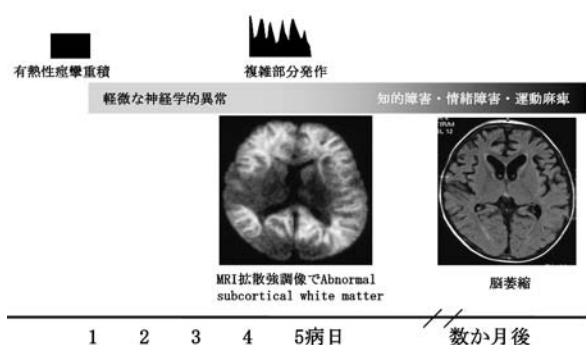 有熱性痙攣重積
複雑部分発作
軽微な神経学的異常
知的障害・情緒障害・運動麻痺
MRI拡散強調像でAbnormal
subcortical white matter
脳萎縮
1 2 3 4 5病日 数か月後